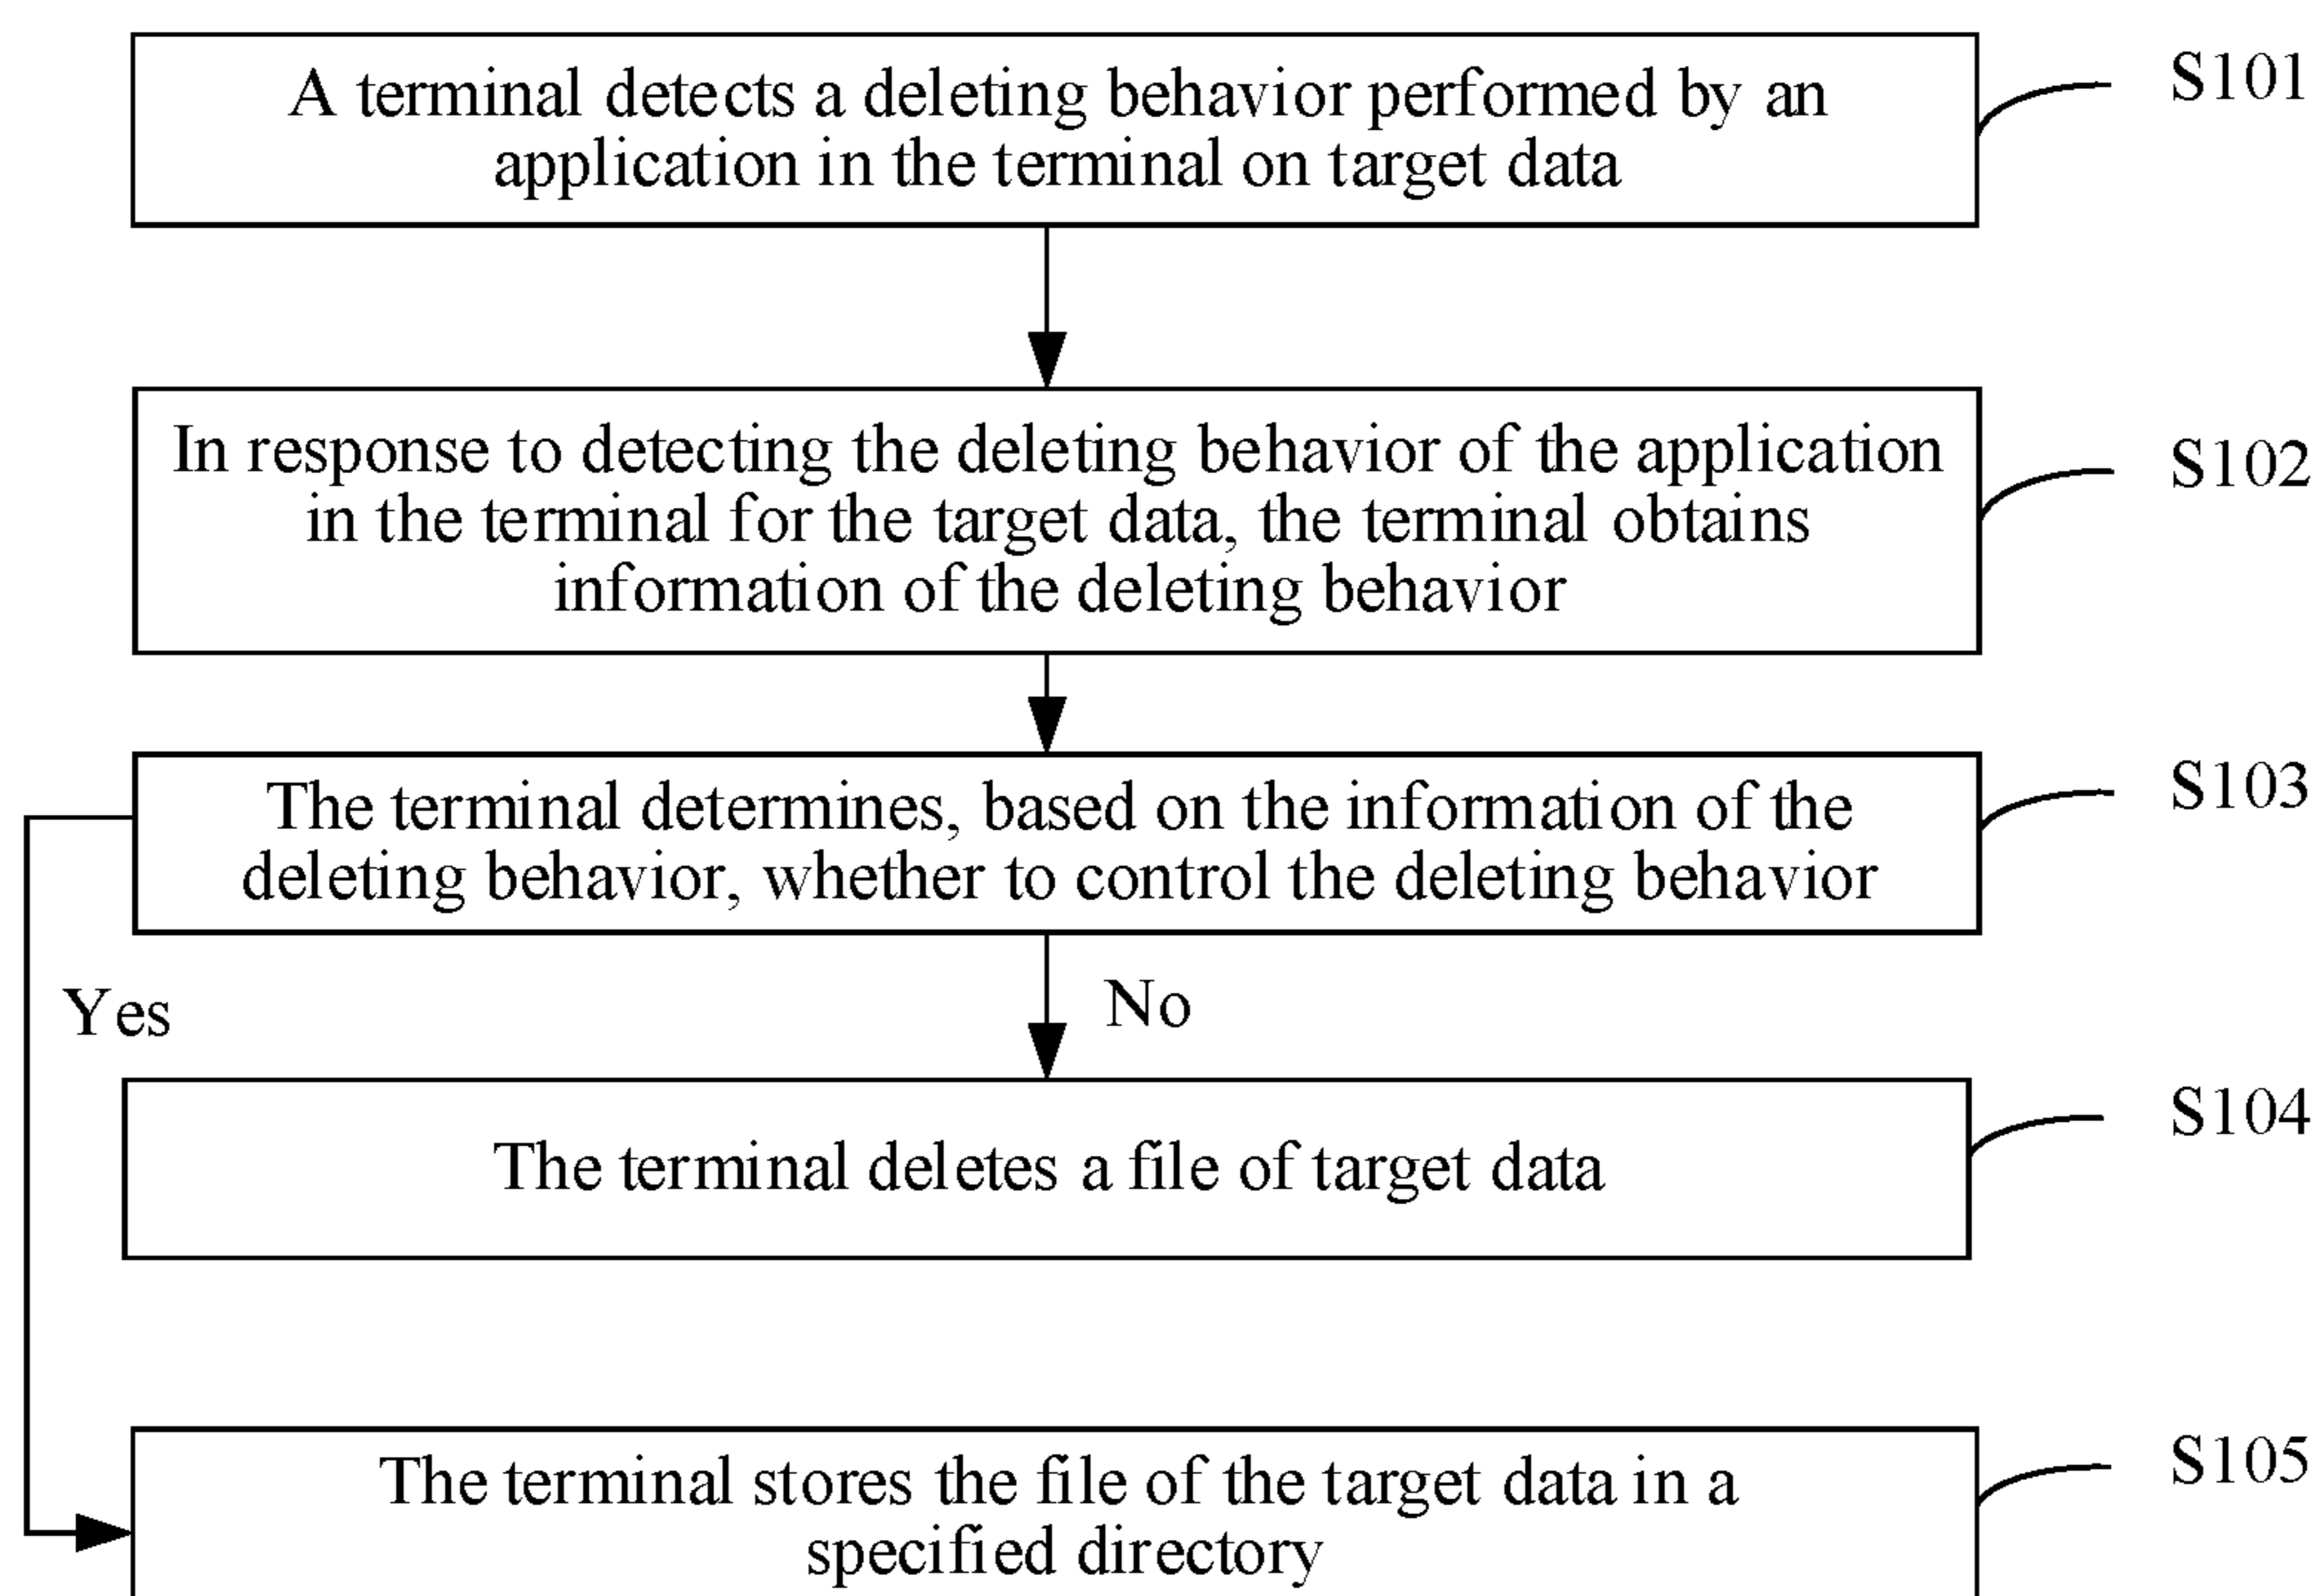 A terminal detects a deleting behavior performed by an
application in the terminal on target data
S101
In response to detecting the deleting behavior of the application
in the terminal for the target data, the terminal obtains
information of the deleting behavior
S102
The terminal determines, based on the information of the
deleting behavior, whether to control the deleting behavior
S103
Yes
No
The terminal deletes a file of target data
S104
The terminal stores the file of the target data in a
specified directory
S105